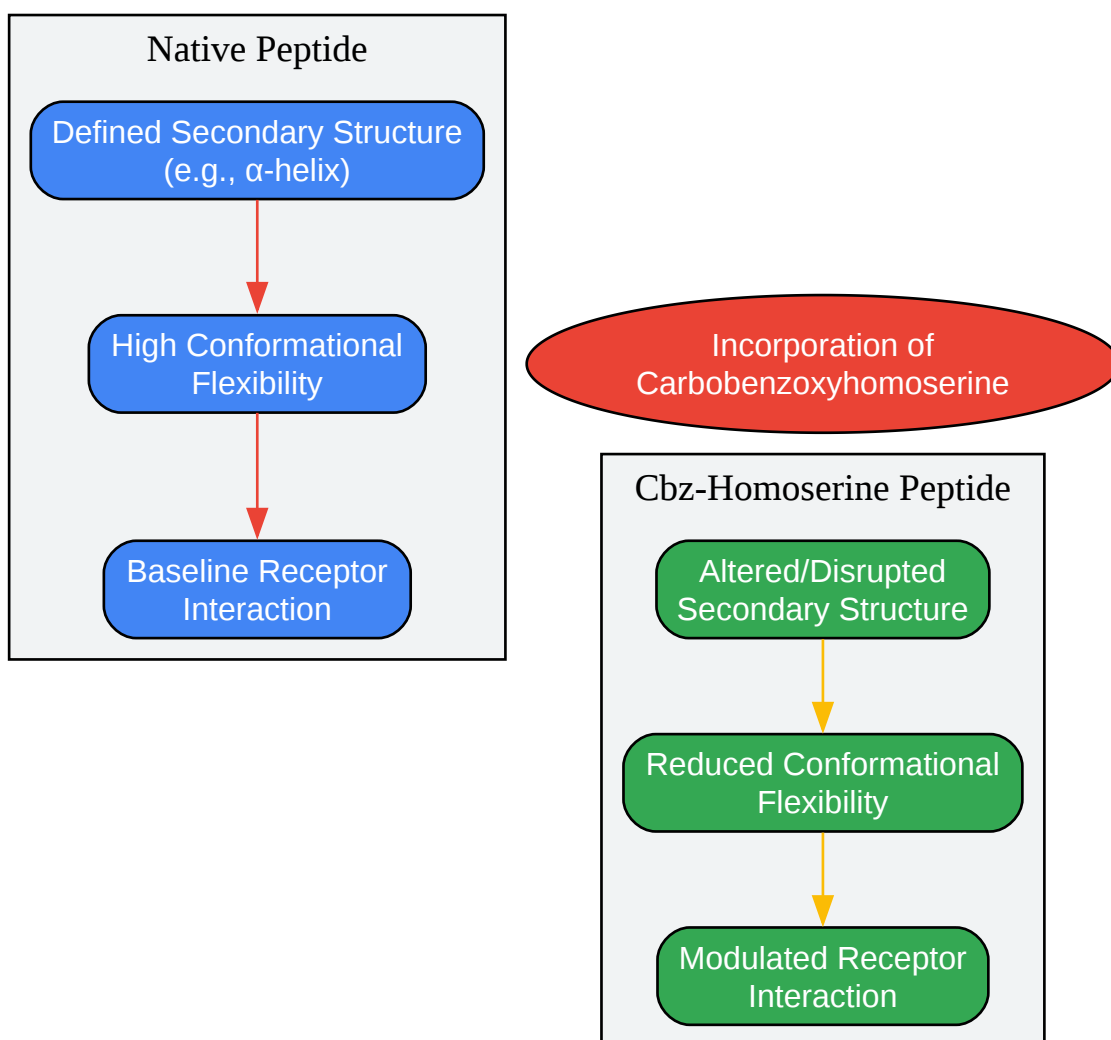 Native Peptide
Defined Secondary Structure
(e.g., α-helix)
High Conformational
Flexibility
Baseline Receptor
Interaction
Incorporation of
Carbobenzoxyhomoserine
Cbz-Homoserine Peptide
Altered/Disrupted
Secondary Structure
Reduced Conformational
Flexibility
Modulated Receptor
Interaction